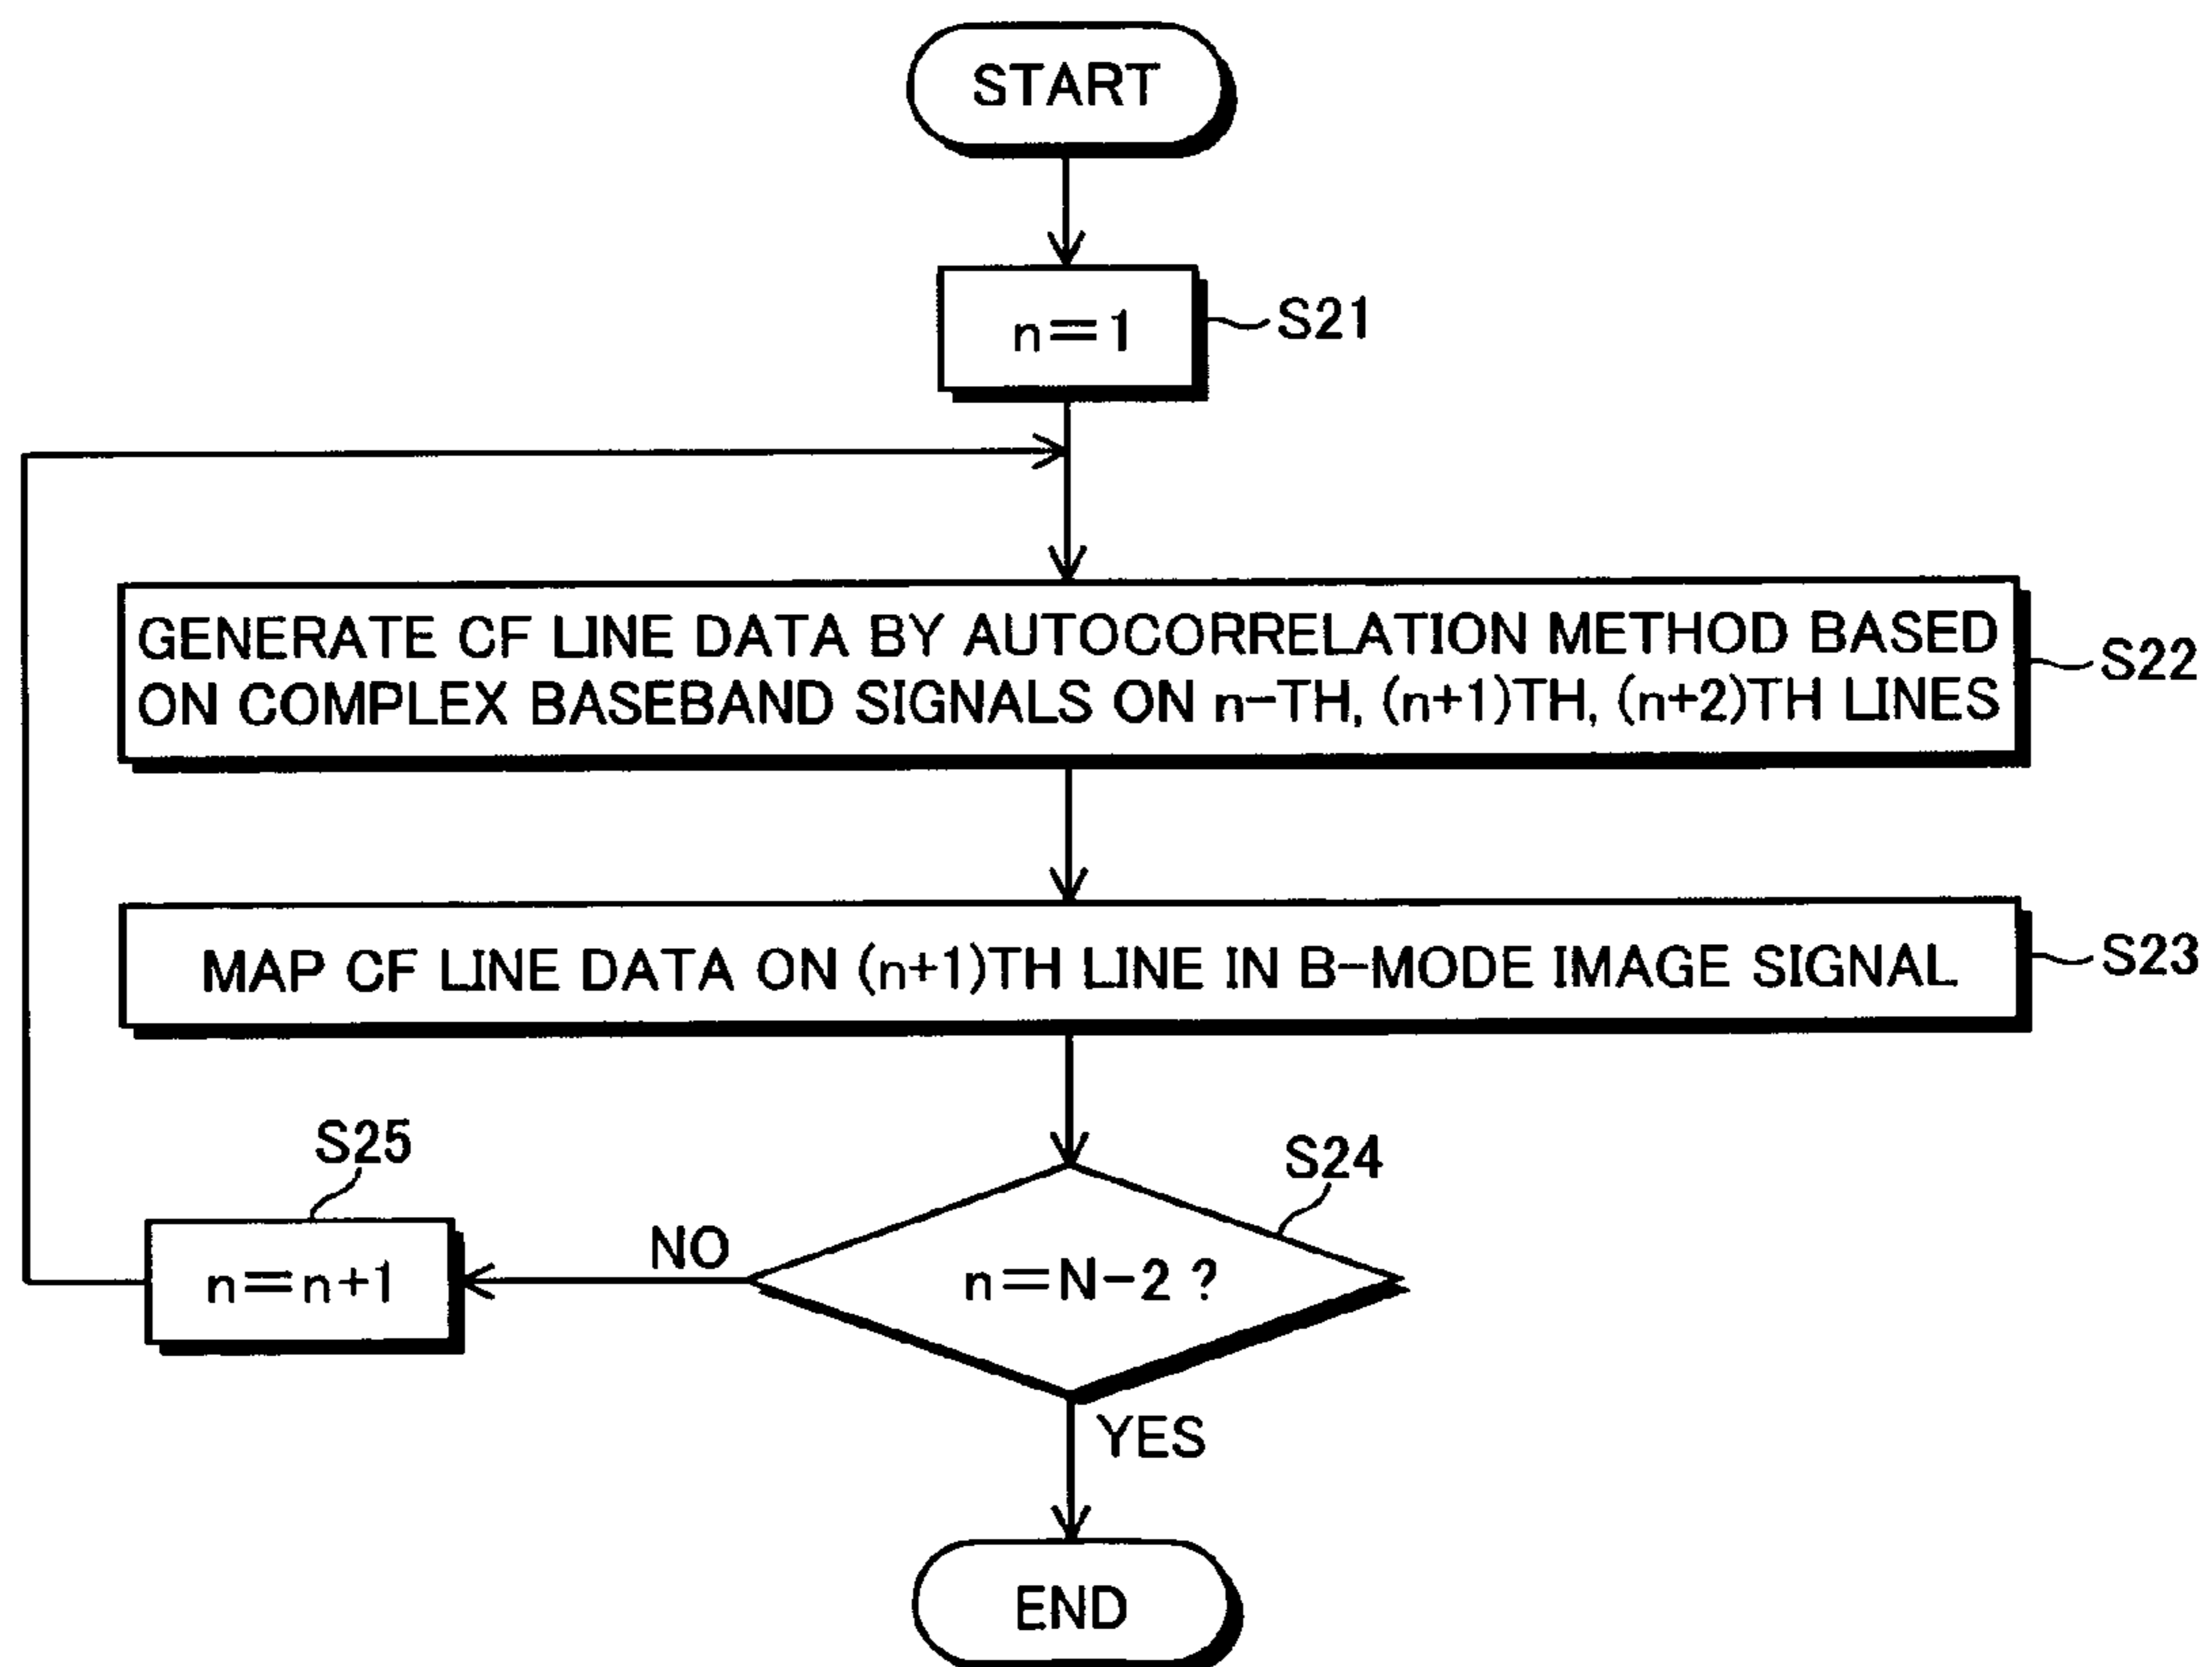 START
n=1
S21
GENERATE CF LINE DATA BY AUTOCORRELATION METHOD BASED
ON COMPLEX BASEBAND SIGNALS ON n-TH, (n+1)TH, (n+2)TH LINES
S22
MAP CF LINE DATA ON (n+1)TH LINE IN B-MODE IMAGE SIGNAL
S23
S25
S24
n=n+1
NO
n=N-2 ?
YES
END